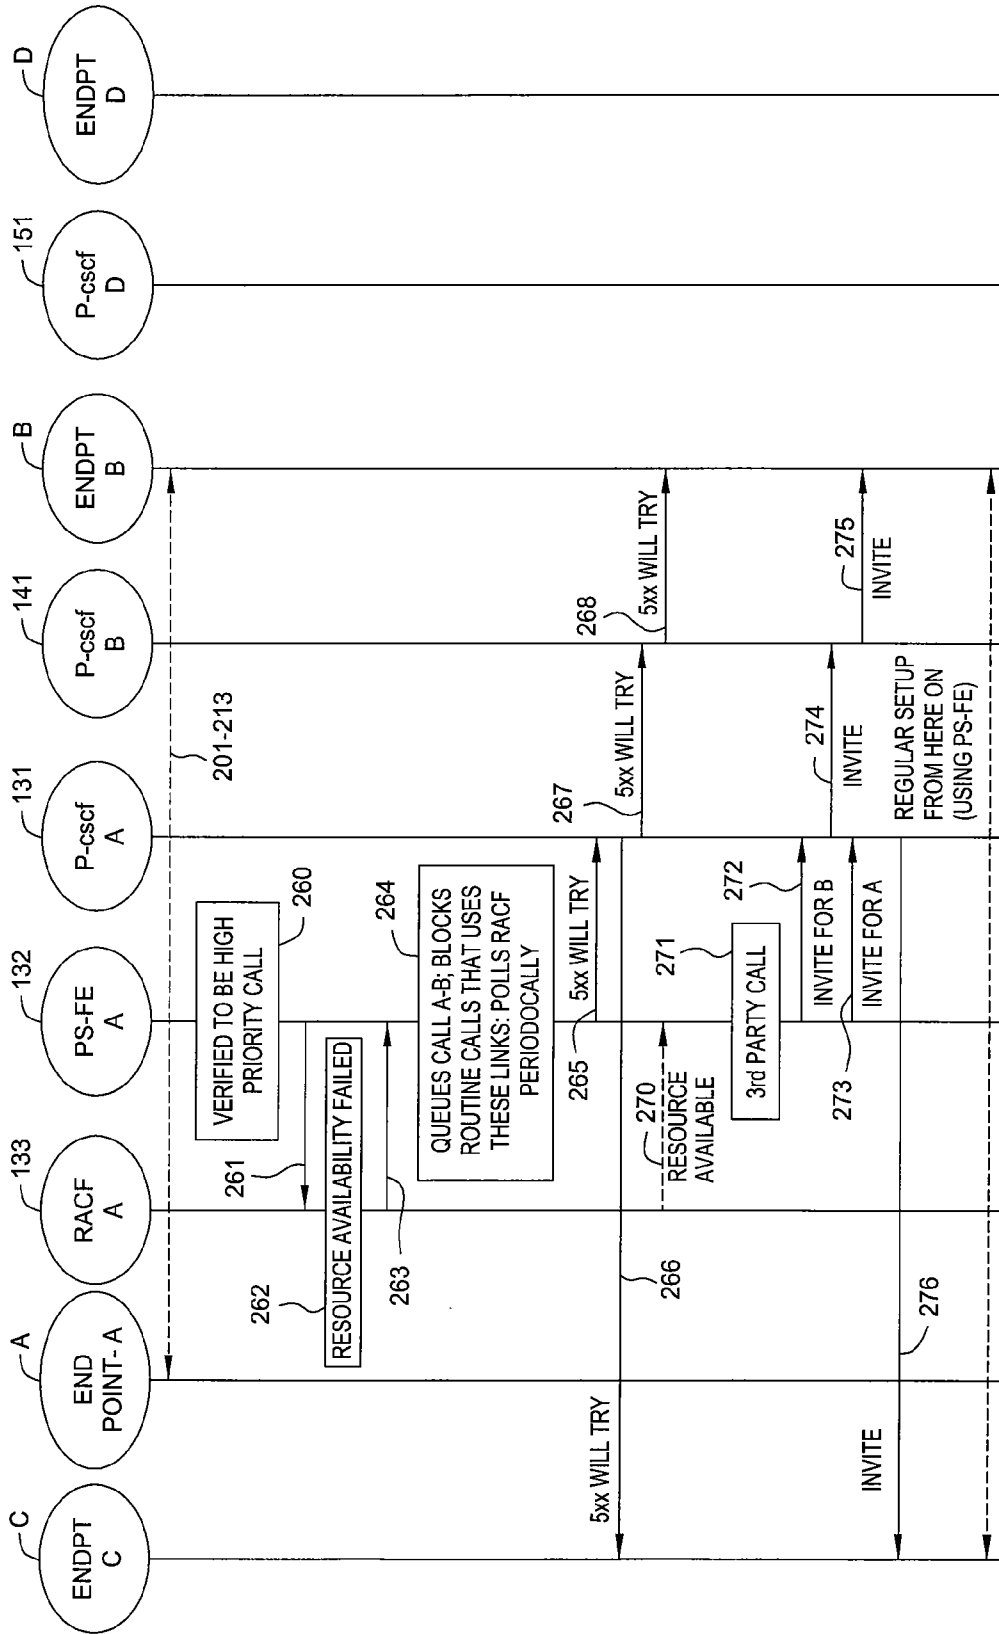 C
ENDPT
C
A
END
POINT- A
133
RACF
A
132
PS-FE
A
131
P-cscf
A
141
P-cscf
B
B
ENDPT
B
151
P-cscf
D
D
ENDPT
D
201-213
VERIFIED TO BE HIGH
PRIORITY CALL
260
261
262
RESOURCE AVAILABILITY FAILED
263
264
QUEUES CALL A-B; BLOCKS
ROUTINE CALLS THAT USES
THESE LINKS: POLLS RACF
PERIODOCALLY
265
5xx WILL TRY
5xx WILL TRY
266
267
5xx WILL TRY
268
5xx WILL TRY
270
RESOURCE
AVAILABLE
271
3rd PARTY CALL
272
INVITE FOR B
273
INVITE FOR A
274
INVITE
275
INVITE
INVITE
276
REGULAR SETUP
FROM HERE ON
(USING PS-FE)